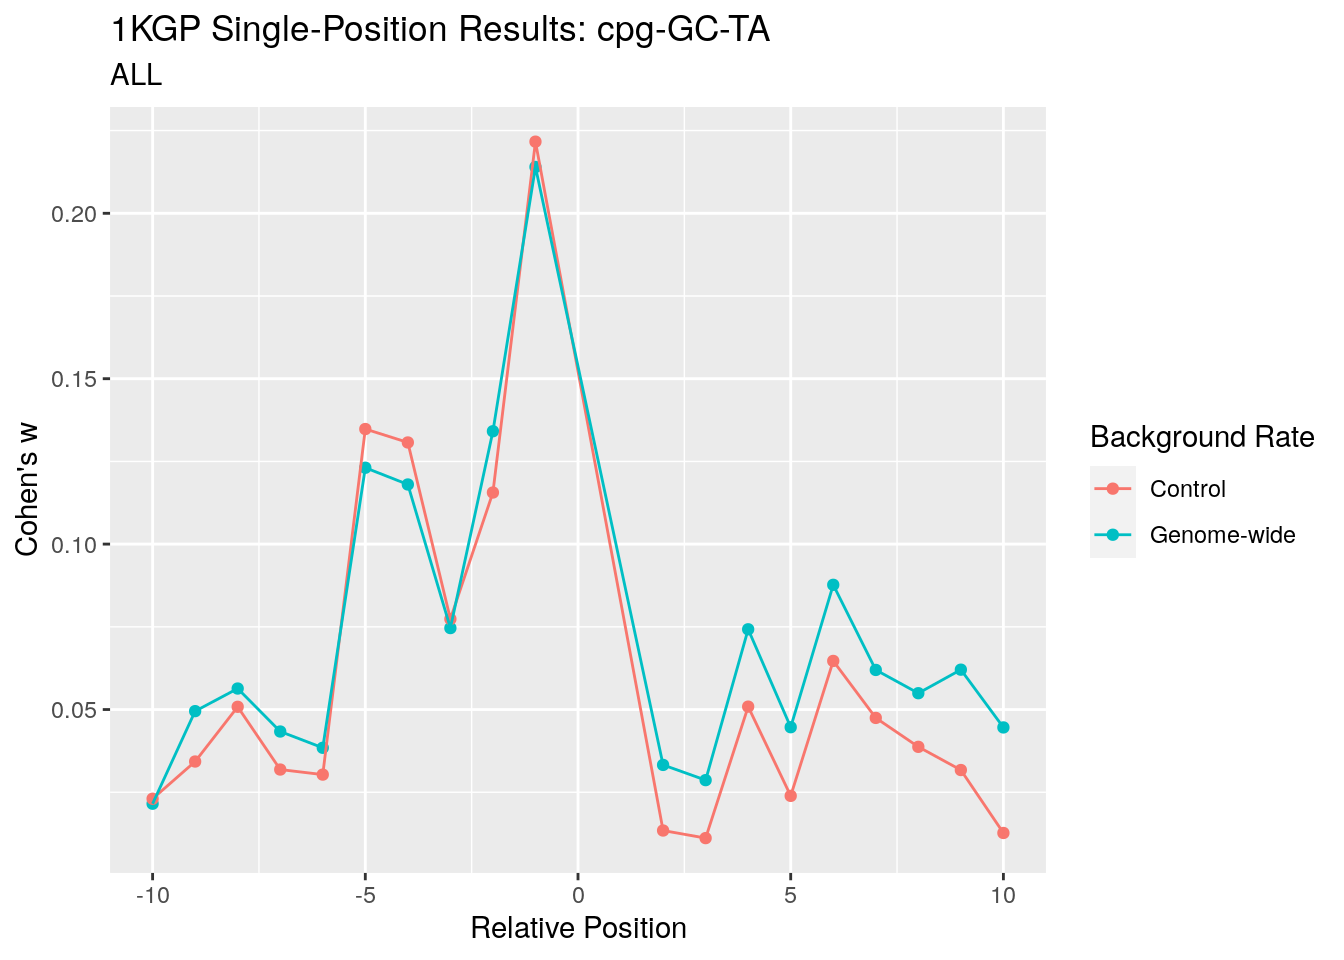 1KGP Single-Position Results: cpg-GC-TA
ALL
Cohen's w
0.20
0.15
0.10
0.05
-10
-5
0
5
10
Relative Position
Background Rate
Control
Genome-wide